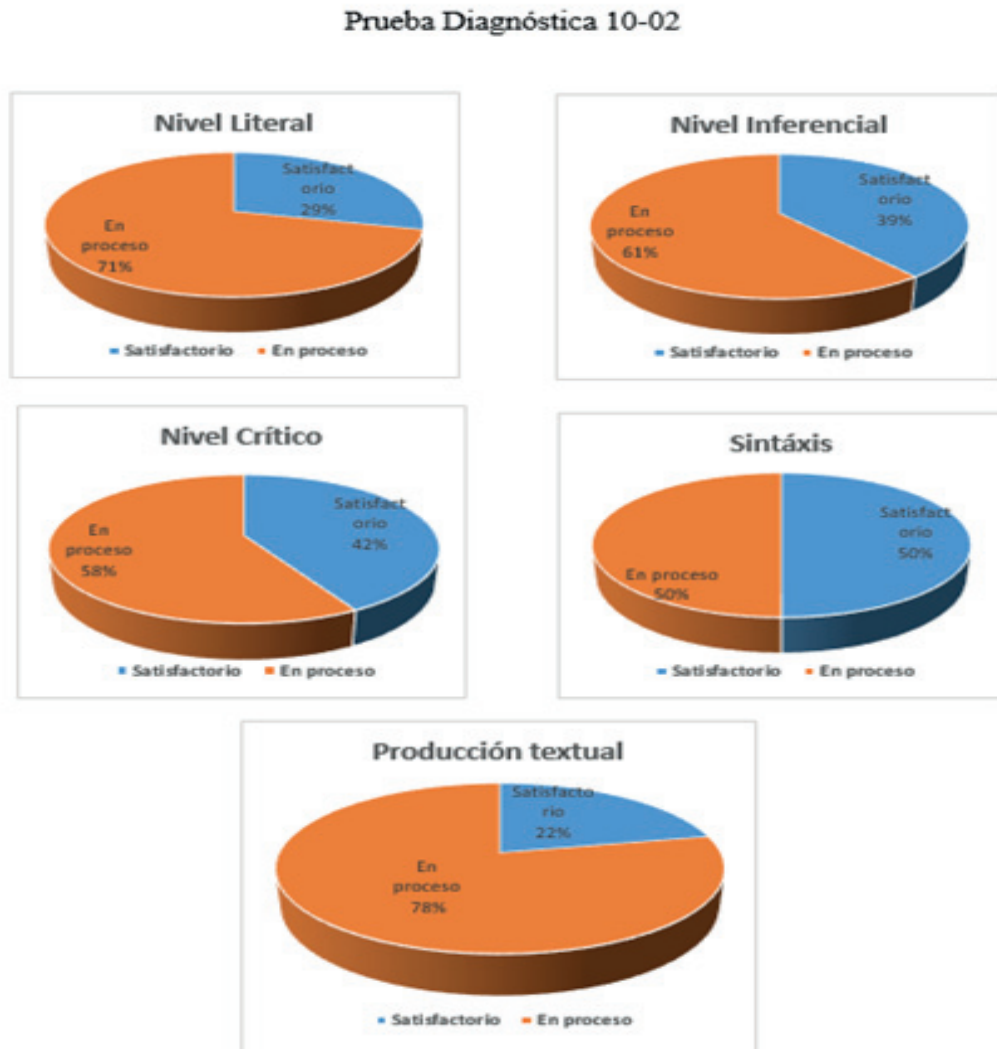 Prueba Diagnóstica 10-02
Nivel Literal
Satisfact
orio
29%
En
proceso
71%
Satisfactorio En proceso
Nivel Inferencial
Satisfact
orio
39%
En
proceso
61%
Satisfactorio En proceso
Nivel Crítico
Satisfact
orio
42%
En
proceso
58%
Satisfactorio En proceso
Sintáxis
Satisfact
orio
50%
En proceso
50%
Satisfactorio En proceso
Producción textual
Satisfacto
rio
22%
En
proceso
78%
Satisfactorio En proceso